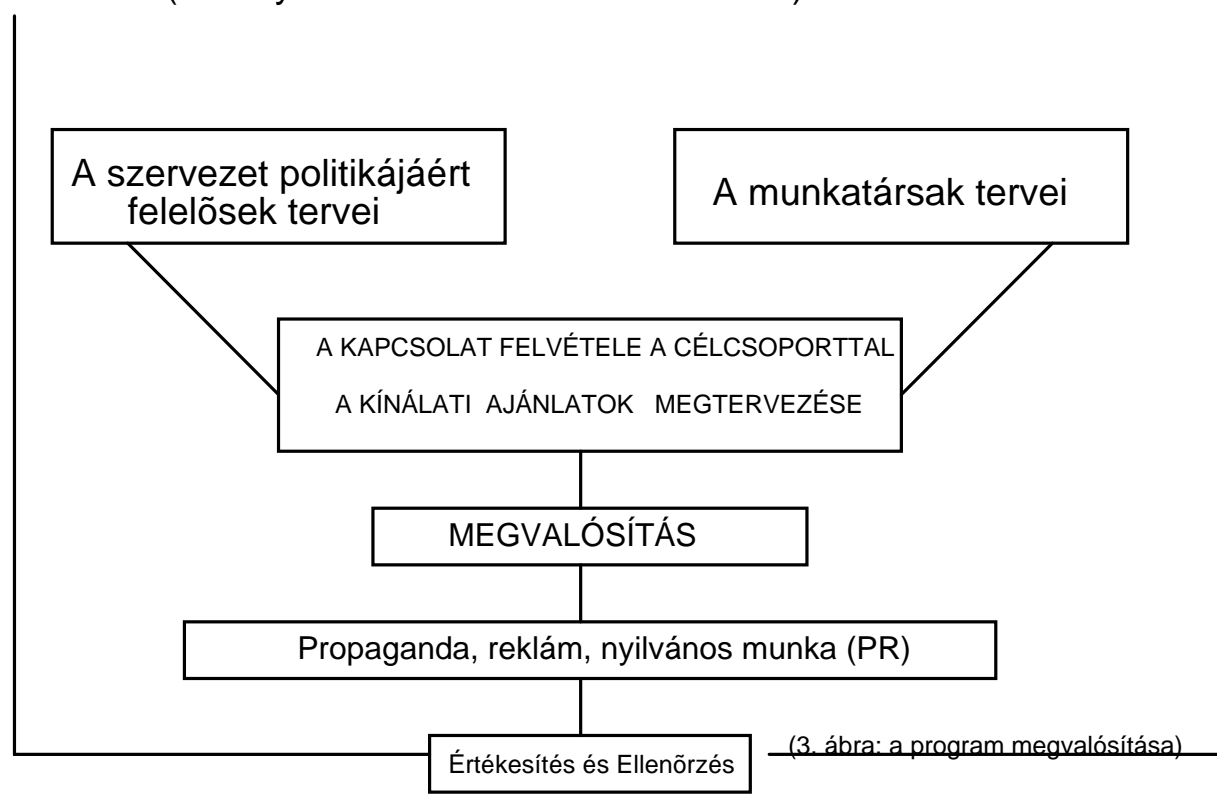 A szervezet politikájáért
felelõsek tervei
A munkatársak tervei
A KAPCSOLAT FELVÉTELE A CÉLCSOPORTTAL
A KÍNÁLATI AJÁNLATOK MEGTERVEZÉSE
MEGVALÓSÍTÁS
Propaganda, reklám, nyilvános munka (PR)
Értékesítés és Ellenõrzés
(3. ábra: a program megvalósítása)